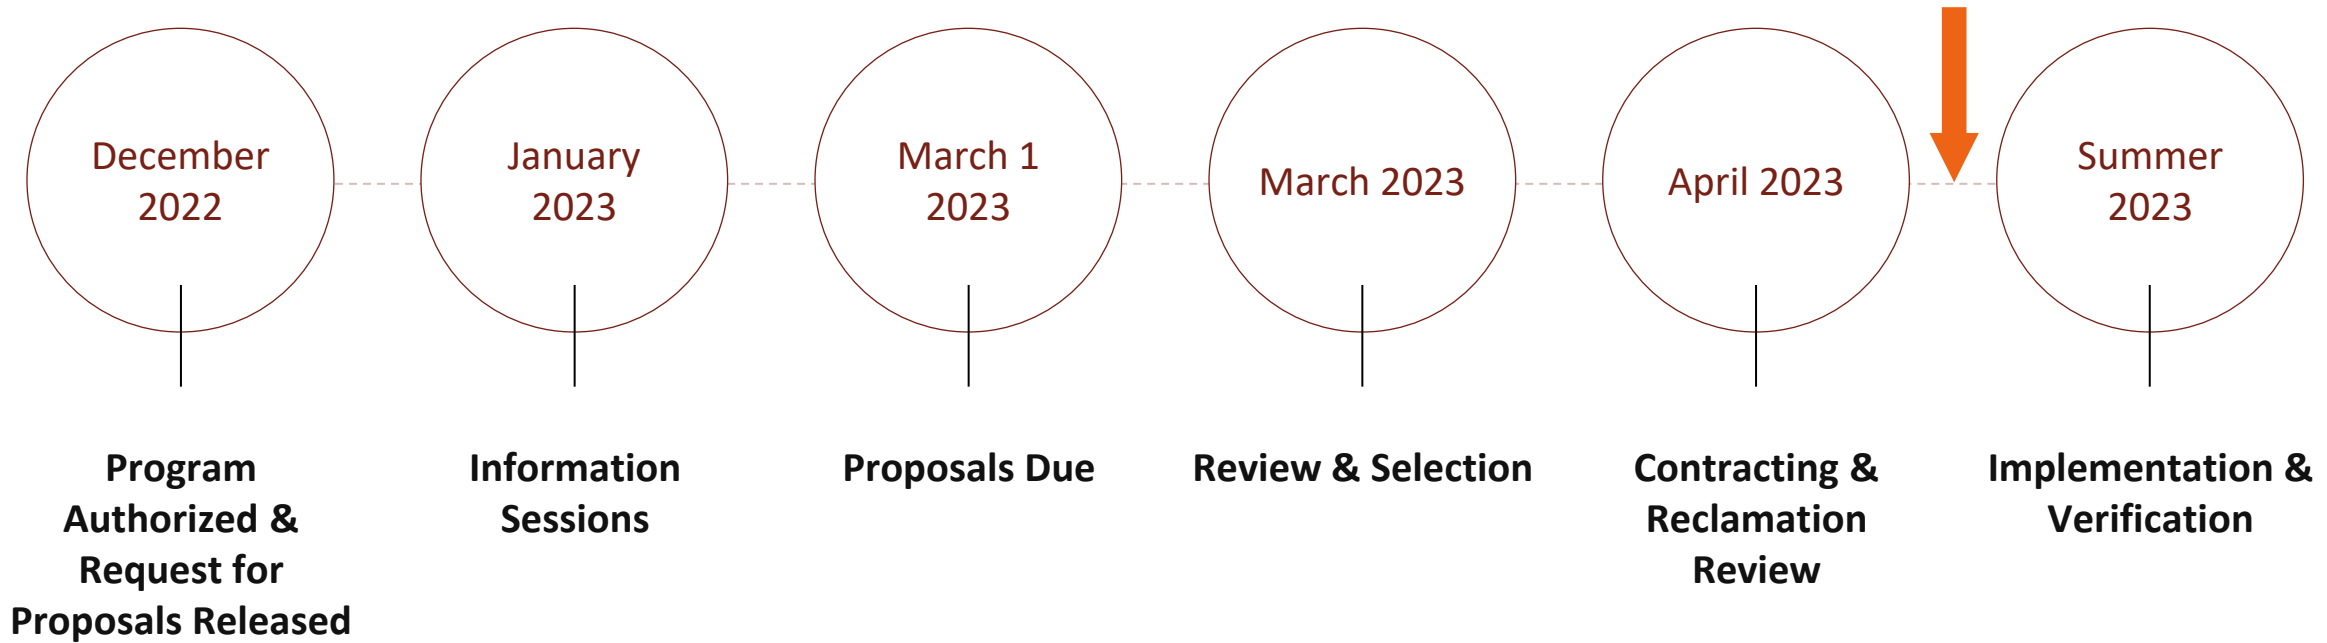 December
2022
January
2023
March 1
2023
March 2023
April 2023
Summer
2023
Program
Authorized &
Request for
Proposals Released
Information
Sessions
Proposals Due
Review & Selection
Contracting &
Reclamation
Review
Implementation &
Verification